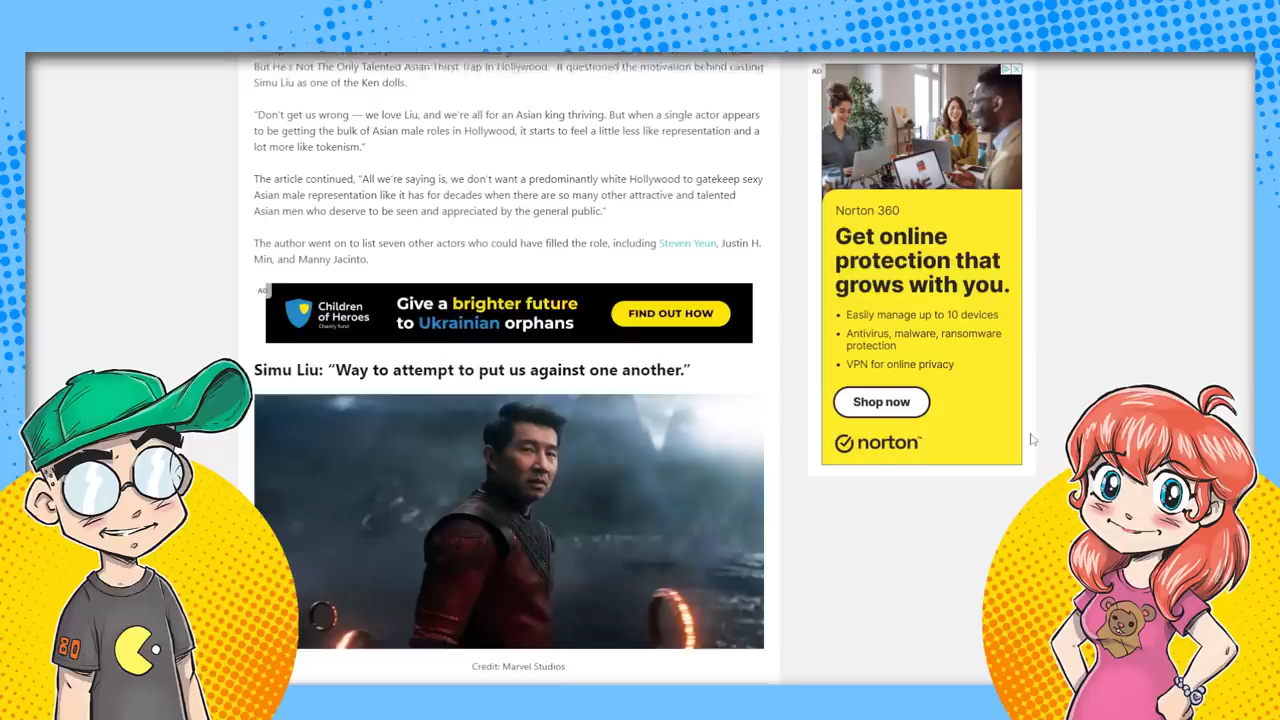 But He's Not The Only Talented Asian Thirst Trap In Hollywood." It questioned the motivation behind casting
Simu Liu as one of the Ken dolls.
"Don't get us wrong — we love Liu, and we're all for an Asian king thriving. But when a single actor appears
to be getting the bulk of Asian male roles in Hollywood, it starts to feel a little less like representation and a
lot more like tokenism."
The article continued, "All we're saying is, we don't want a predominantly white Hollywood to gatekeep sexy
Asian male representation like it has for decades when there are so many other attractive and talented
Asian men who deserve to be seen and appreciated by the general public."
The author went on to list seven other actors who could have filled the role, including Steven Yeun, Justin H.
Min, and Manny Jacinto.
AD
Children
of Heroes
Charity Fund
Give a brighter future
to Ukrainian orphans
FIND OUT HOW
Simu Liu: "Way to attempt to put us against one another."
Credit: Marvel Studios
AD
Norton 360
Get online
protection that
grows with you.
• Easily manage up to 10 devices
• Antivirus, malware, ransomware
protection
• VPN for online privacy
Shop now
norton
80